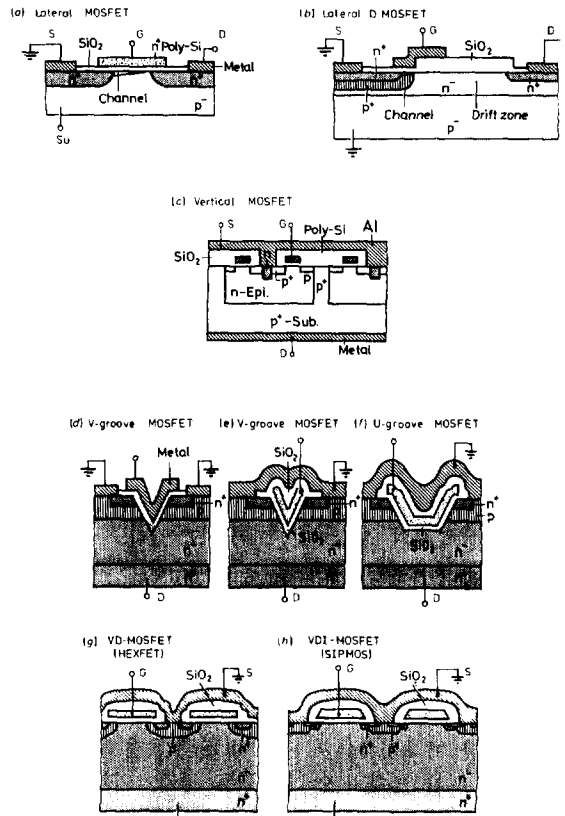 (a) Lateral MOSFET
S
G
D
SiO2
n+ Poly-Si
Metal
n+
Channel
p−
Su
(b) Lateral D MOSFET
S
G
D
n+
SiO2
n−
n+
p+
Channel
Drift zone
p−
(c) Vertical MOSFET
S
G
Poly-Si
Al
SiO2
n
p+
p
p+
n-Epi.
p+-Sub.
D
Metal
(d) V-groove MOSFET
Metal
n+
p
n−
D
(e) V-groove MOSFET
SiO2
n+
p
SiO2
n−
D
(f) U-groove MOSFET
n+
p
SiO2
n−
D
(g) VD-MOSFET
(HEXFET)
G
SiO2
S
n−
n+
(h) VDI-MOSFET
(SIPMOS)
G
SiO2
S
n+
p+
n−
n+